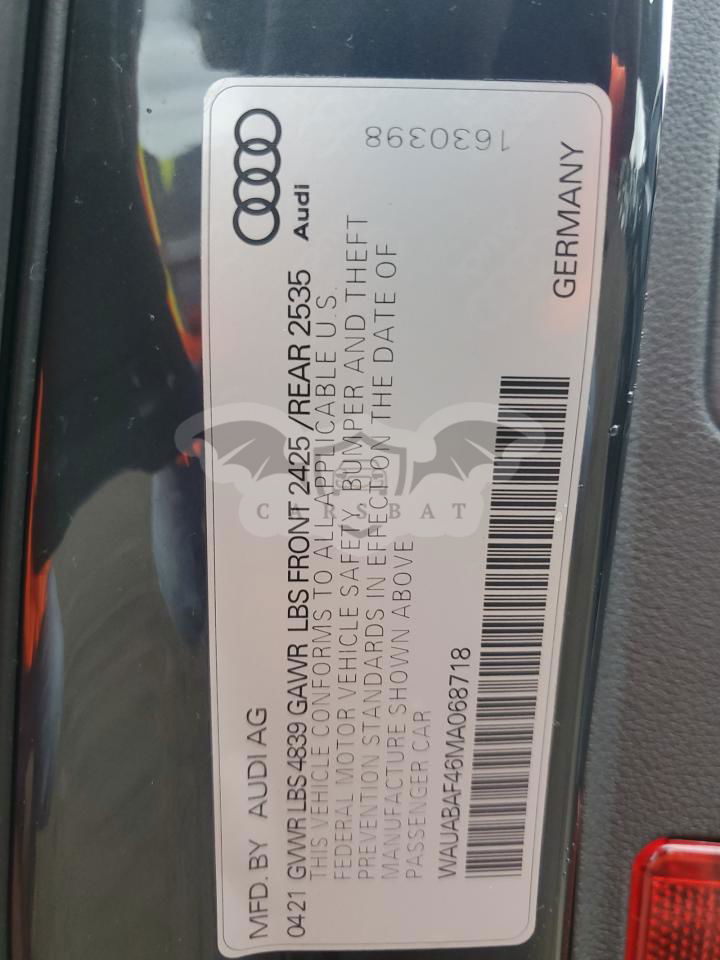 MFD. BY AUDI AG
0421 GVWR LBS 4839 GAWR LBS FRONT 2425 /REAR 2535
Audi
THIS VEHICLE CONFORMS TO ALL APPLICABLE U.S.
FEDERAL MOTOR VEHICLE SAFETY, BUMPER AND THEFT
PREVENTION STANDARDS IN EFFECT ON THE DATE OF
MANUFACTURE SHOWN ABOVE
PASSENGER CAR
WAUABAF46MA068718
GERMANY
1630398
CARSBAT